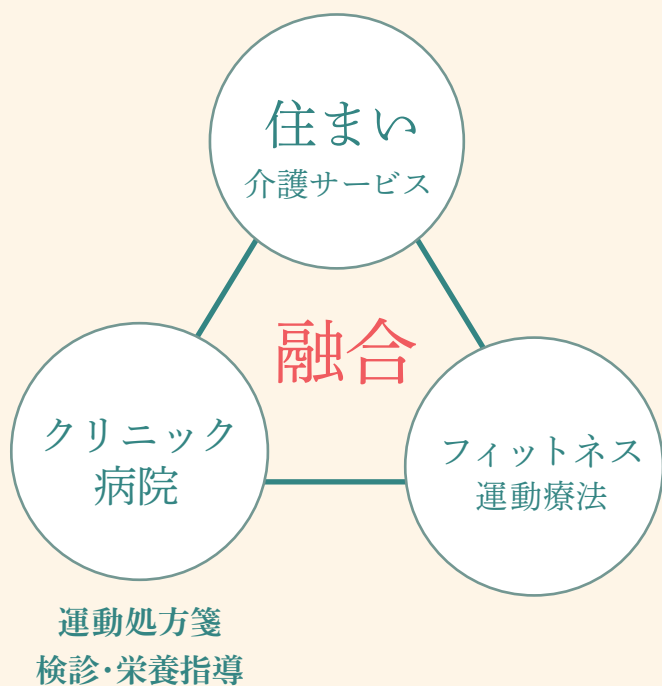 住まい
介護サービス
融合
クリニック
病院
フィットネス
運動療法
運動処方箋
検診・栄養指導